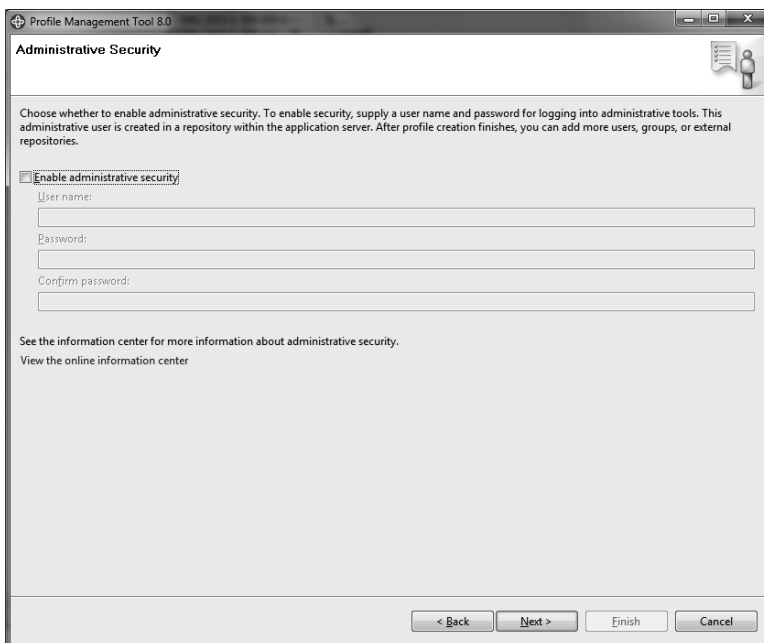 Profile Management Tool 8.0
Administrative Security
Choose whether to enable administrative security. To enable security, supply a user name and password for logging into administrative tools. This
administrative user is created in a repository within the application server. After profile creation finishes, you can add more users, groups, or external
repositories.
Enable administrative security
User name:
Password:
Confirm password:
See the information center for more information about administrative security.
View the online information center
< Back
Next >
Finish
Cancel